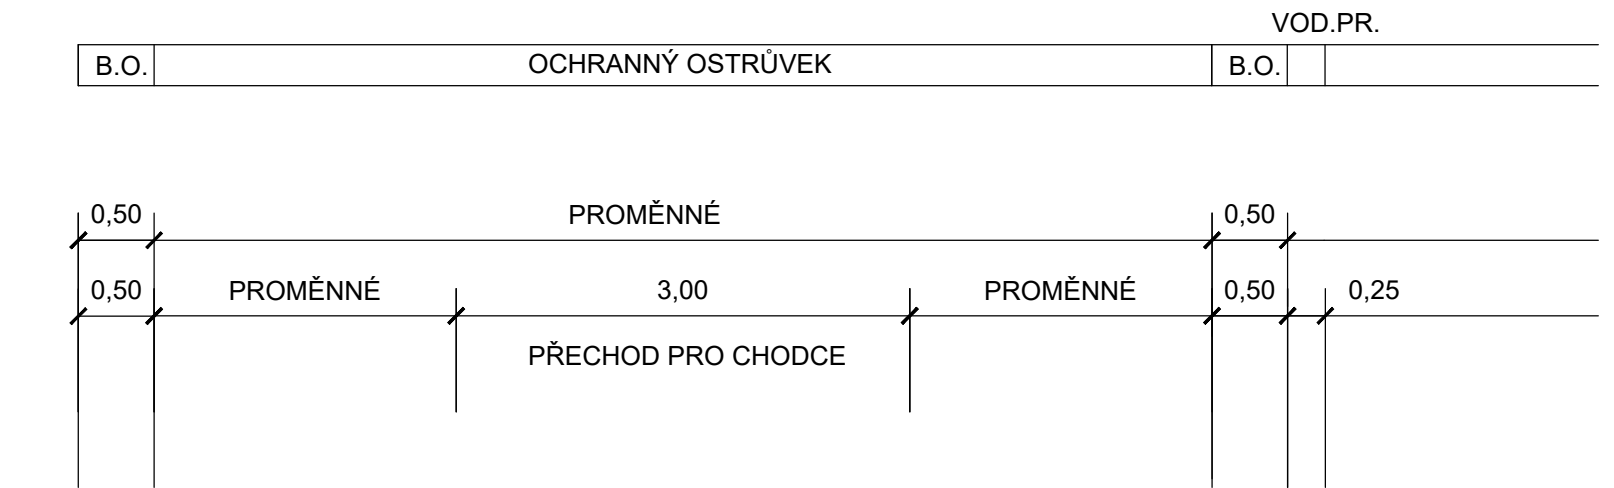 VOD.PR.
B.O. OCHRANNÝ OSTRŮVEK B.O.
0,50 PROMĚNNÉ 0,50
0,50 PROMĚNNÉ 3,00 PROMĚNNÉ 0,50 0,25
PŘECHOD PRO CHODCE